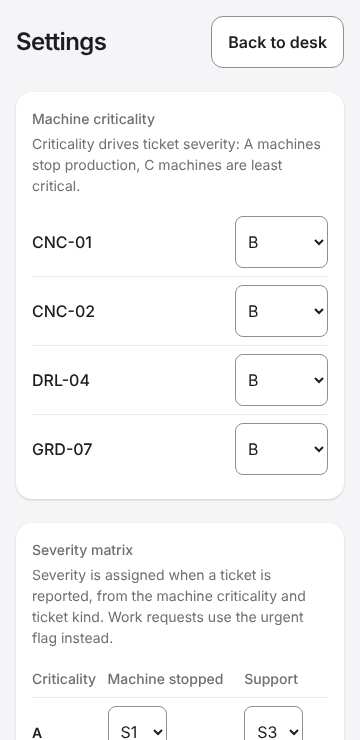 Settings
Back to desk
Machine criticality
Criticality drives ticket severity: A machines
stop production, C machines are least
critical.
CNC-01
B
CNC-02
B
DRL-04
B
GRD-07
B
Severity matrix
Severity is assigned when a ticket is
reported, from the machine criticality and
ticket kind. Work requests use the urgent
flag instead.
Criticality Machine stopped Support
A S1 S3